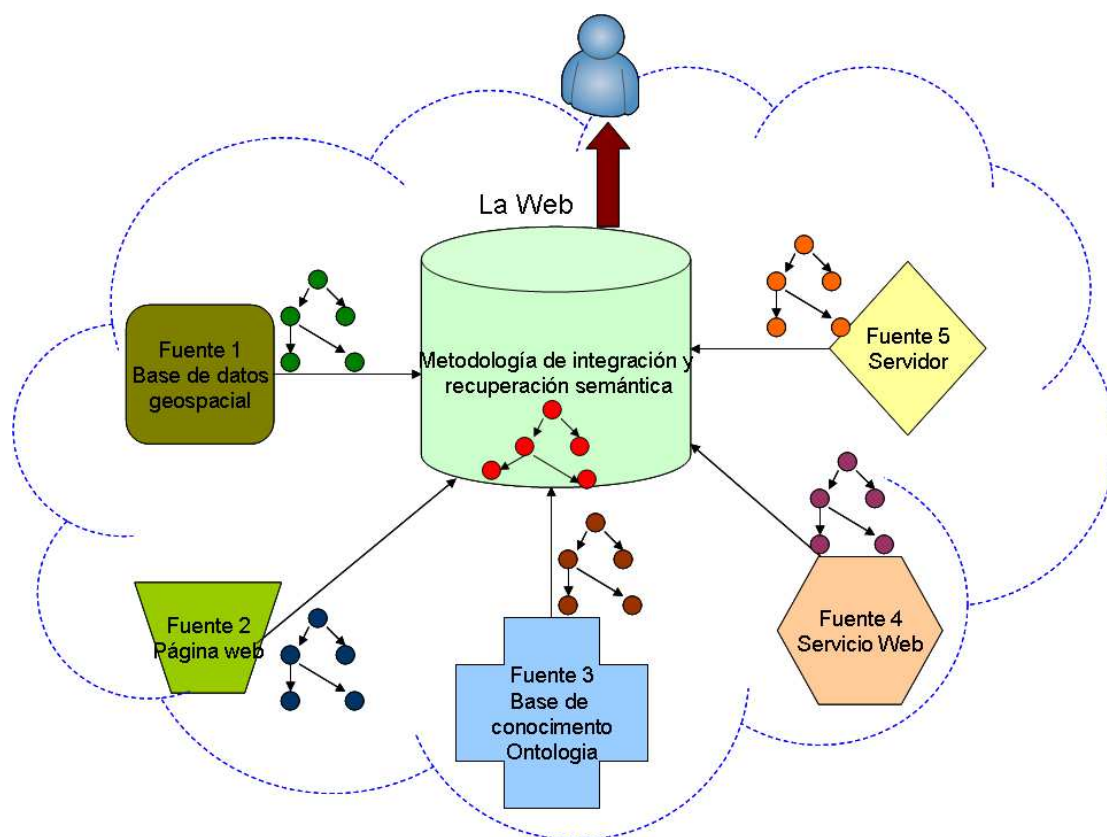 La Web
Fuente 1
Base de datos
geospacial
Metodología de integración y
recuperación semántica
Fuente 5
Servidor
Fuente 2
Página web
Fuente 3
Base de
conocimento
Ontologia
Fuente 4
Servicio Web